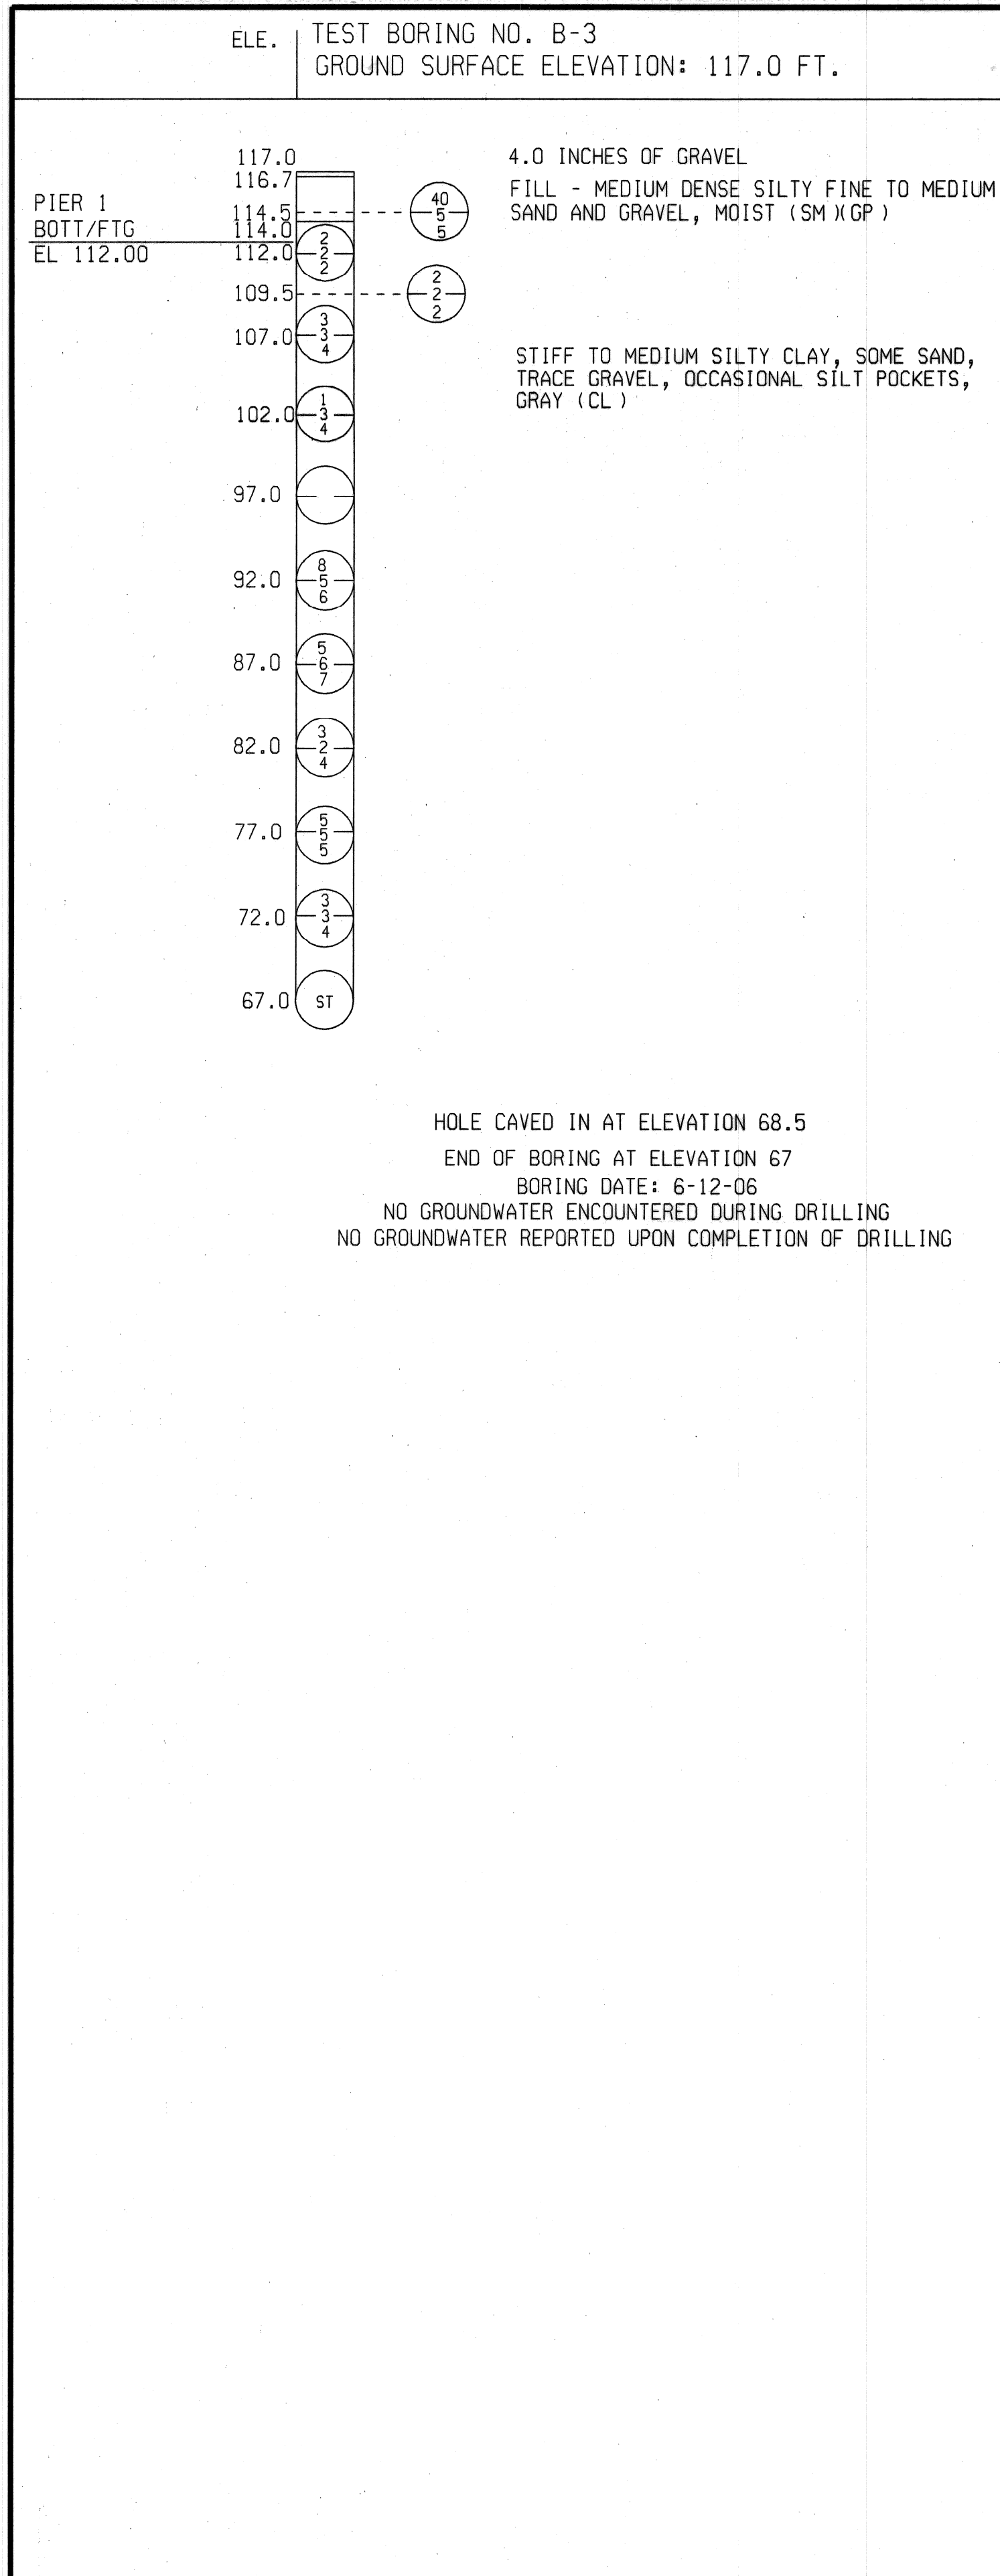 ELE.
TEST BORING NO. B-3
GROUND SURFACE ELEVATION: 117.0 FT.
117.0
4.0 INCHES OF GRAVEL
116.7
FILL - MEDIUM DENSE SILTY FINE TO MEDIUM
SAND AND GRAVEL, MOIST (SM)(GP)
PIER 1
BOTT/FTG
EL 112.00
114.5
40
5
5
114.0
112.0
2
2
2
109.5
2
2
2
107.0
3
3
4
STIFF TO MEDIUM SILTY CLAY, SOME SAND,
TRACE GRAVEL, OCCASIONAL SILT POCKETS,
GRAY (CL)
102.0
1
3
4
97.0
92.0
8
5
6
87.0
5
6
7
82.0
3
2
4
77.0
5
5
5
72.0
3
3
4
67.0
ST
HOLE CAVED IN AT ELEVATION 68.5
END OF BORING AT ELEVATION 67
BORING DATE: 6-12-06
NO GROUNDWATER ENCOUNTERED DURING DRILLING
NO GROUNDWATER REPORTED UPON COMPLETION OF DRILLING